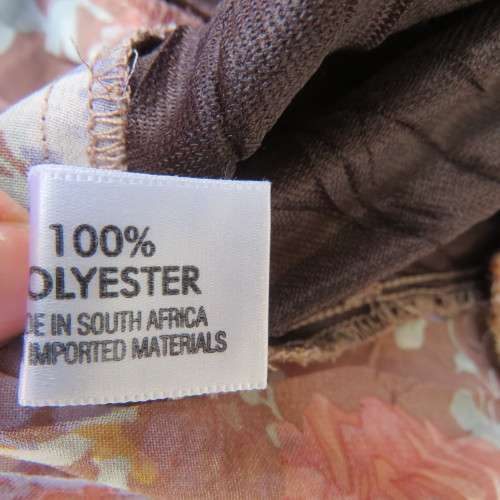 100%
OLYESTER
DE IN SOUTH AFRICA
IMPORTED MATERIALS